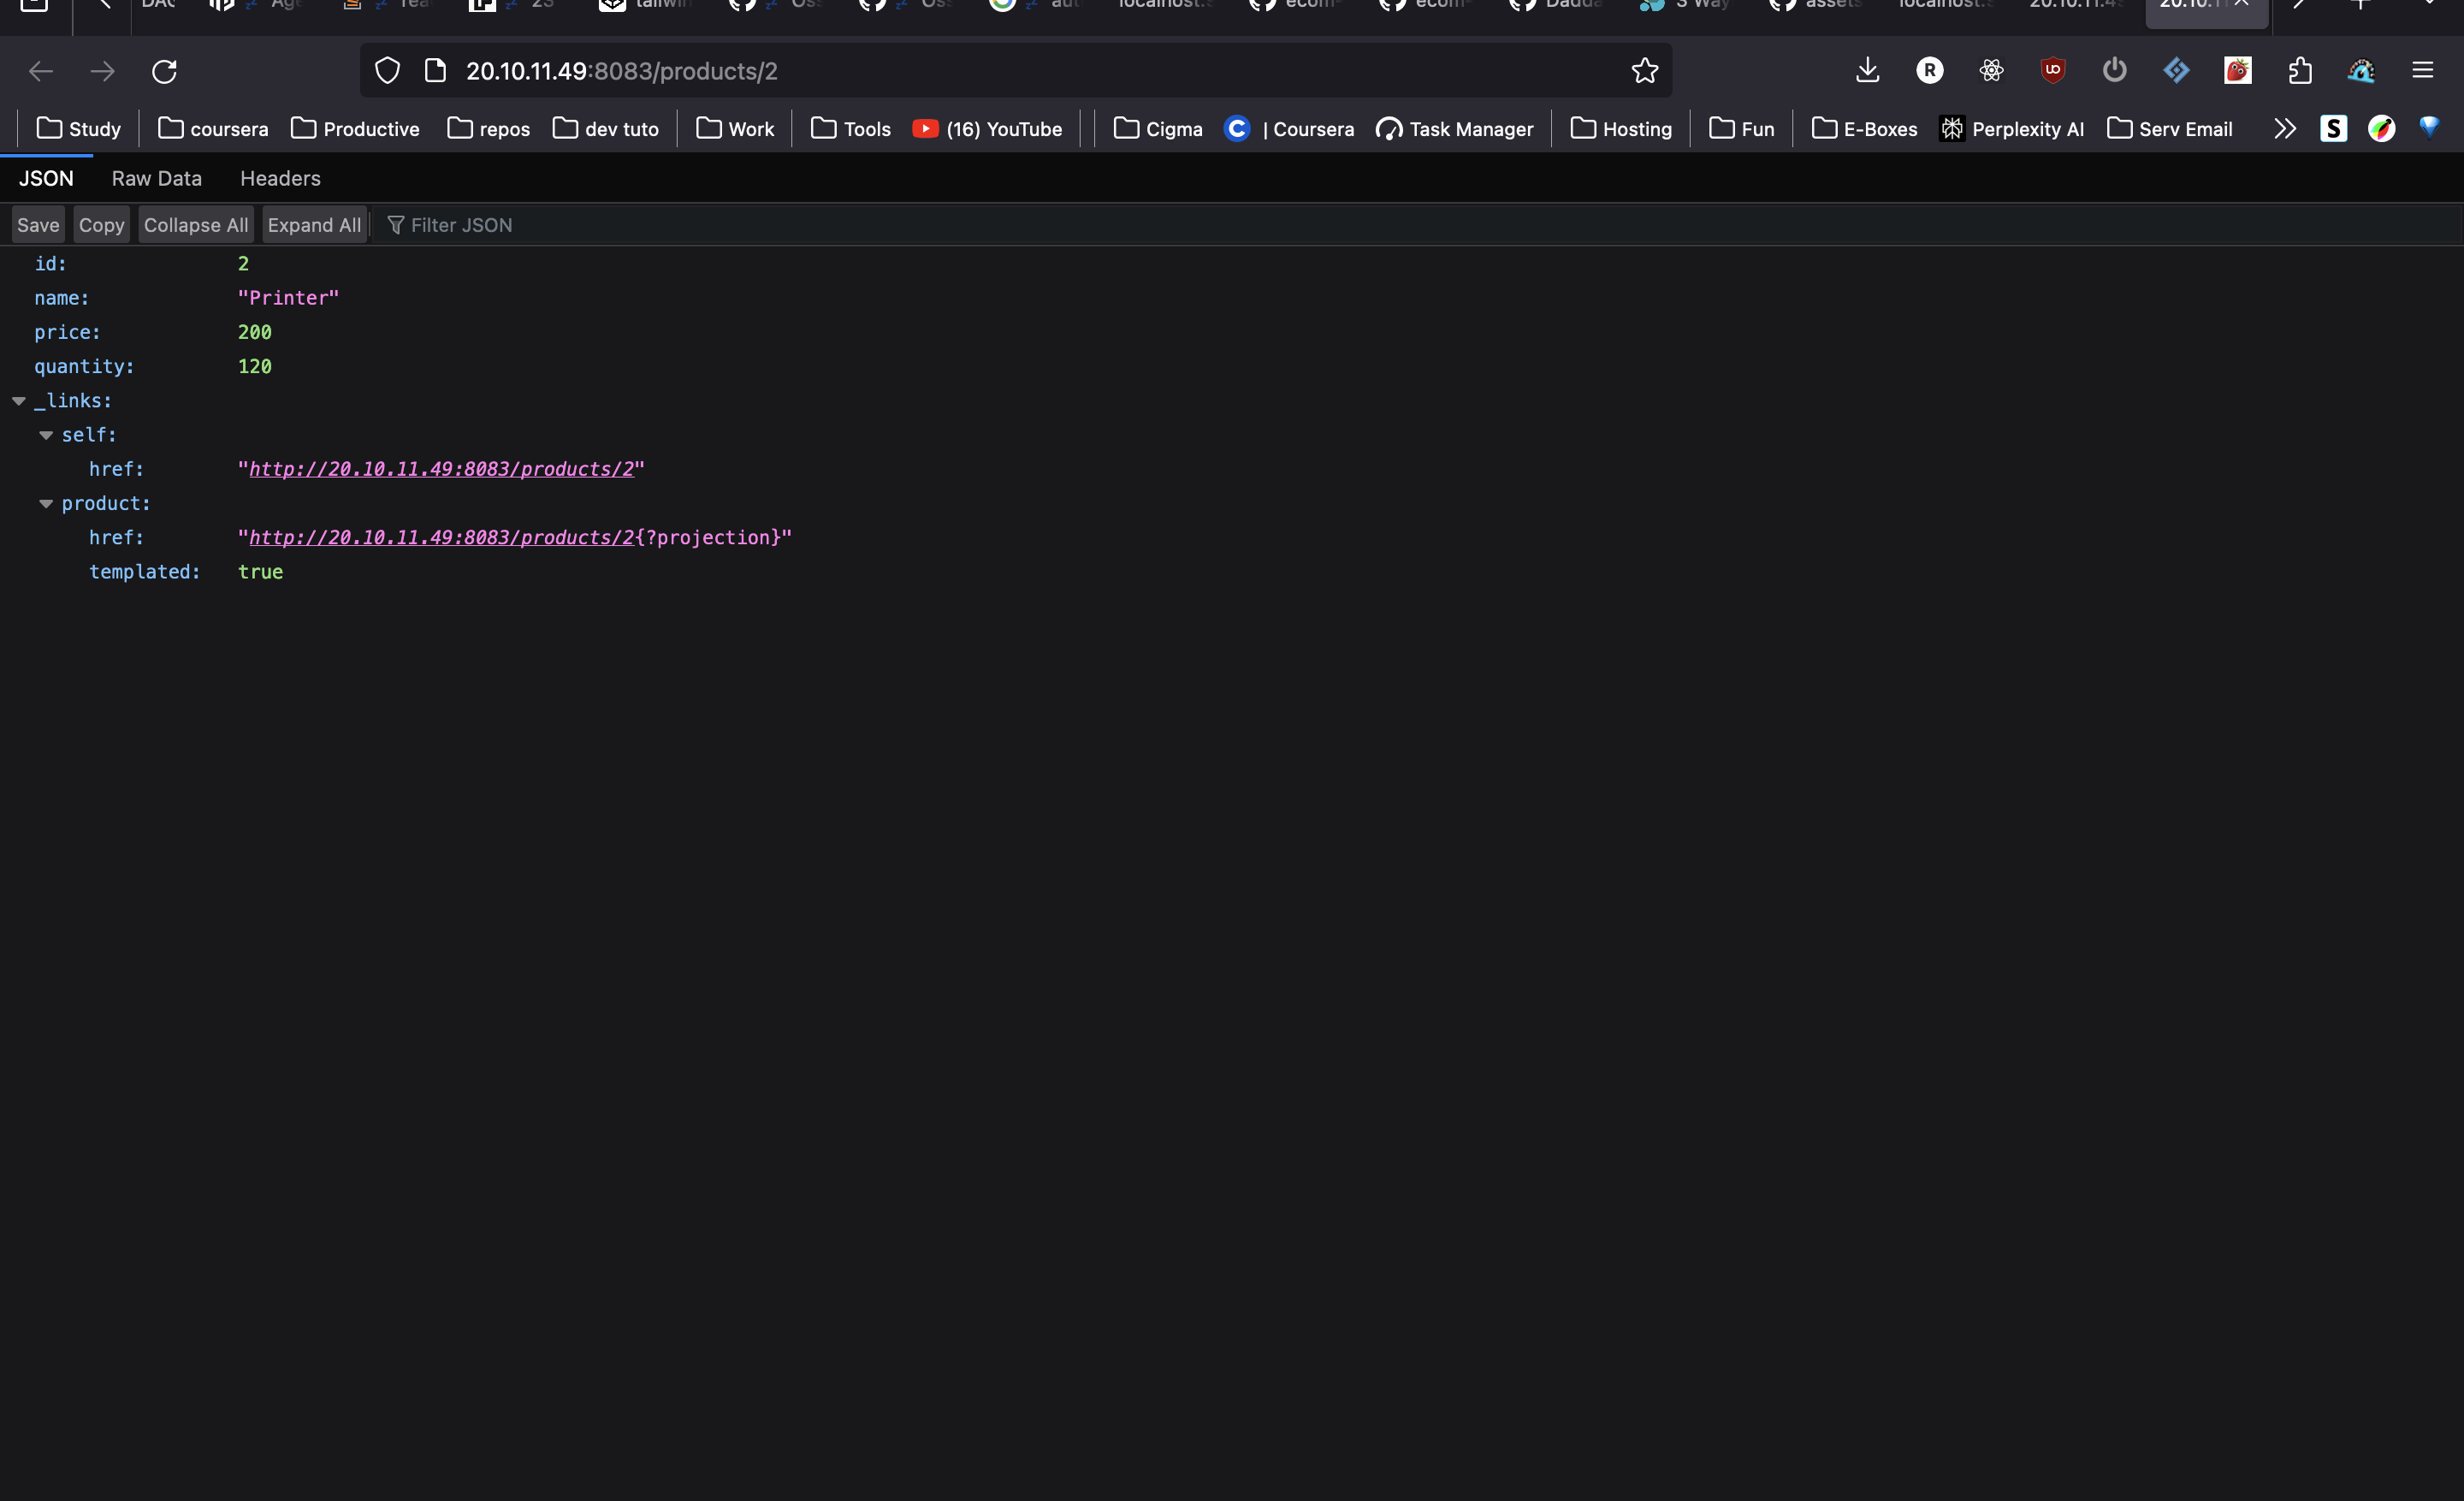 20.10.11.49:8083/products/2
Study coursera Productive repos dev tuto Work Tools (16) YouTube Cigma | Coursera Task Manager Hosting Fun E-Boxes Perplexity AI Serv Email
JSON Raw Data Headers
Save Copy Collapse All Expand All Filter JSON
id: 2
name: "Printer"
price: 200
quantity: 120
_links:
self:
href: "http://20.10.11.49:8083/products/2"
product:
href: "http://20.10.11.49:8083/products/2{?projection}"
templated: true